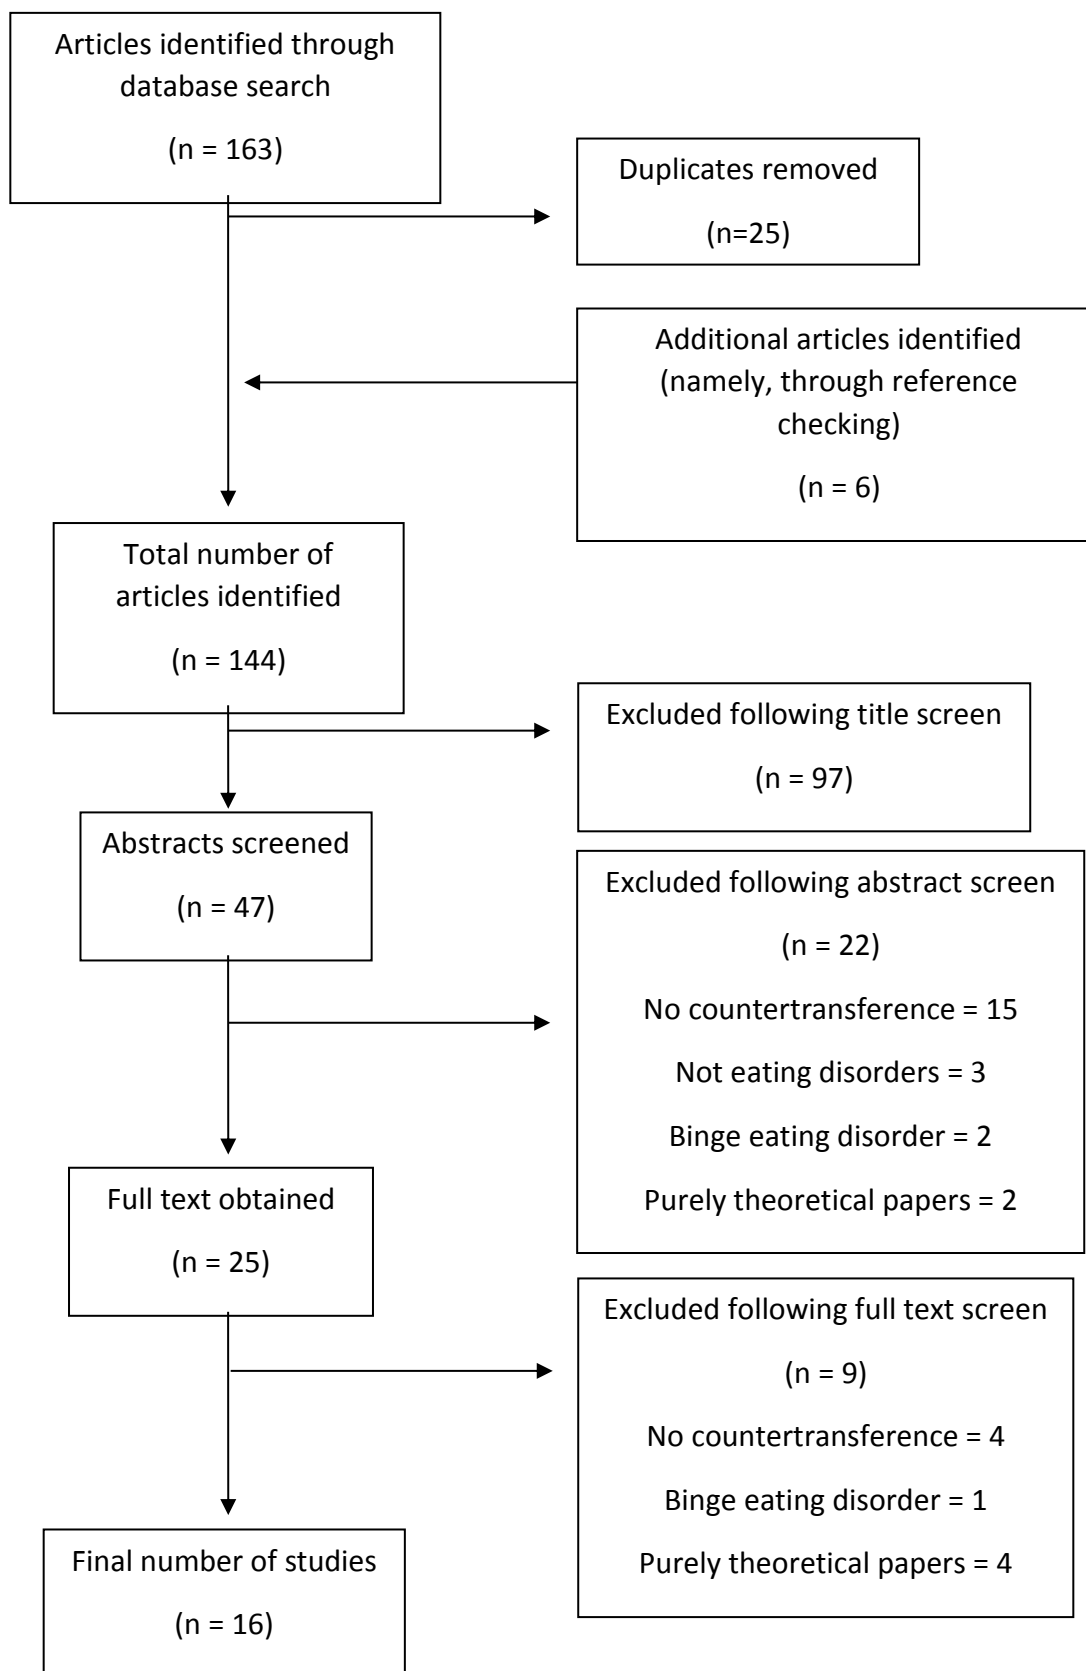 Articles identified through
database search
(n = 163)
Duplicates removed
(n=25)
Additional articles identified
(namely, through reference
checking)
(n = 6)
Total number of
articles identified
(n = 144)
Excluded following title screen
(n = 97)
Abstracts screened
(n = 47)
Excluded following abstract screen
(n = 22)
No countertransference = 15
Not eating disorders = 3
Binge eating disorder = 2
Purely theoretical papers = 2
Full text obtained
(n = 25)
Excluded following full text screen
(n = 9)
No countertransference = 4
Binge eating disorder = 1
Purely theoretical papers = 4
Final number of studies
(n = 16)